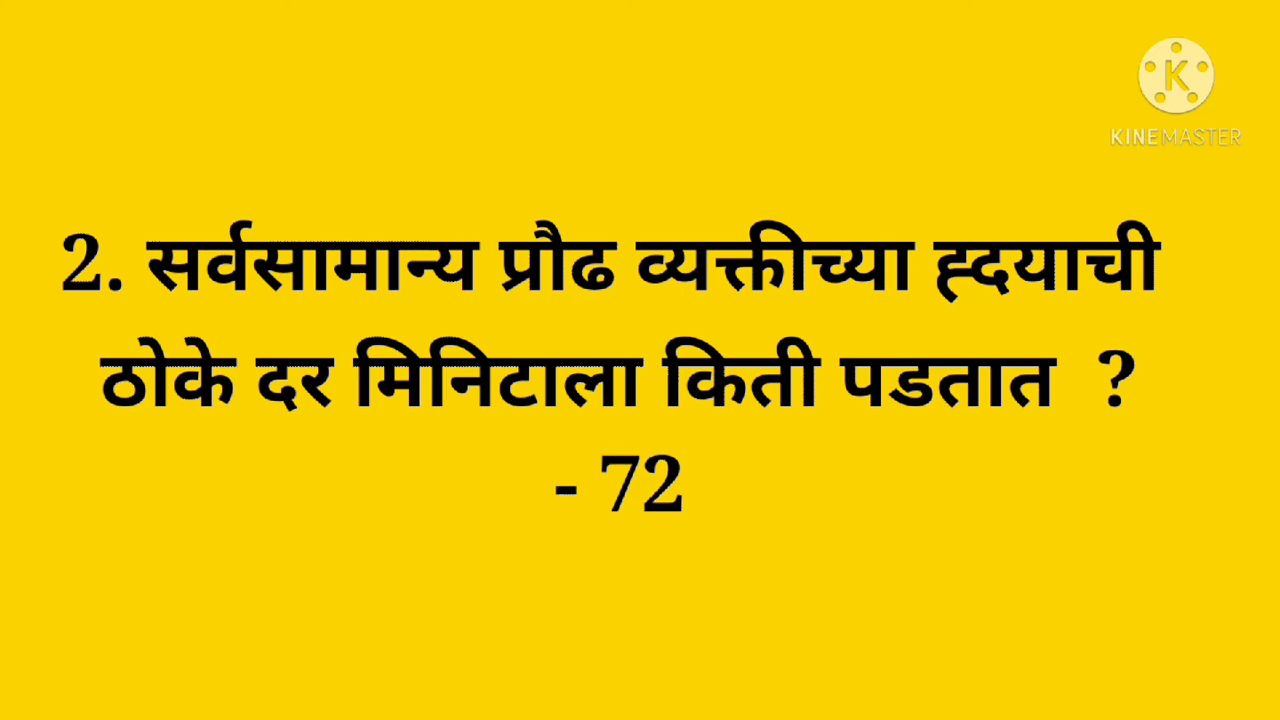 KINEMASTER
2. सर्वसामान्य प्रौढ व्यक्तीच्या ह्दयाची
ठोके दर मिनिटाला किती पडतात ?
- 72